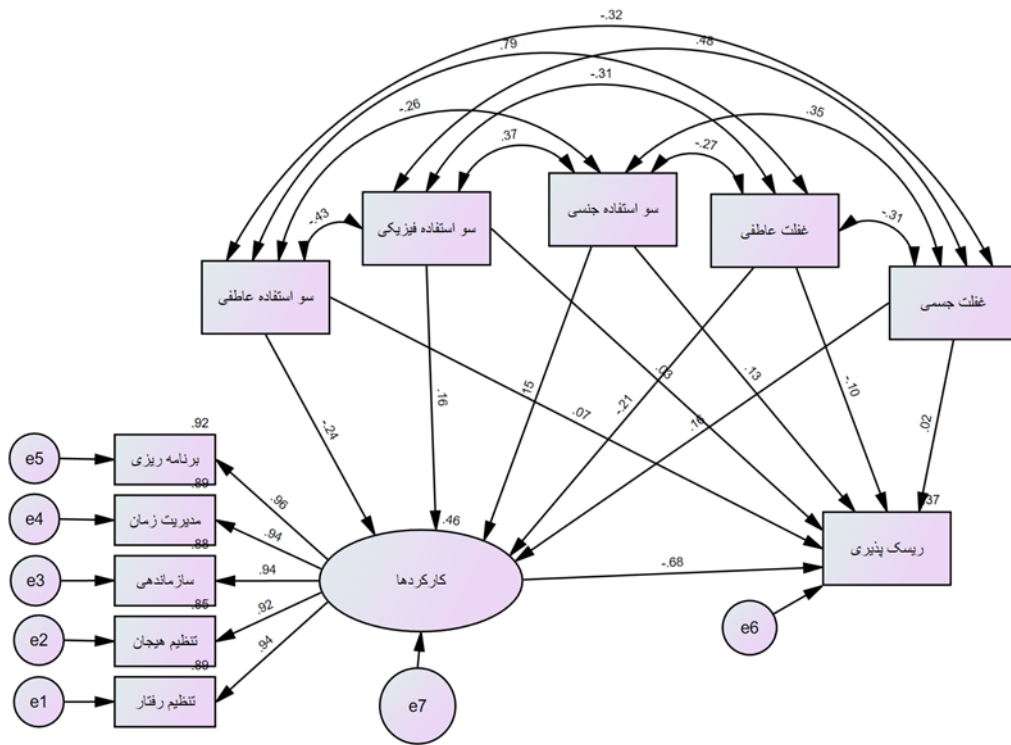 -.32
.79
.48
-.31
-.26
.35
.37
-.27
-.43
-.31
سو استفاده جنسی
سو استفاده فیزیکی
غفلت عاطفی
سو استفاده عاطفی
غفلت جسمی
.03
.13
-.10
.07
.15
.16
-.21
.16
.02
-.24
.92
e5
برنامه ریزی
.96
.89
e4
مدیریت زمان
.94
.88
e3
سازماندهی
.94
.85
e2
تنظیم هیجان
.92
.89
e1
تنظیم رفتار
.94
.46
کارکردها
-.68
.37
ریسک پذیری
e6
e7